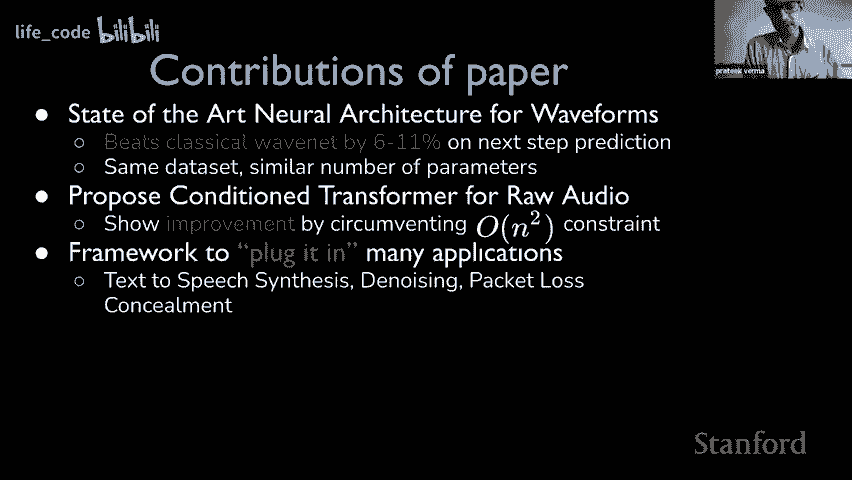 life_code bilibili
prateek verma
Contributions of paper
● State of the Art Neural Architecture for Waveforms
○ Beats classical wavenet by 6-11% on next step prediction
○ Same dataset, similar number of parameters
● Propose Conditioned Transformer for Raw Audio
○ Show improvement by circumventing O(n²) constraint
● Framework to “plug it in” many applications
○ Text to Speech Synthesis, Denoising, Packet Loss
Concealment
Stanford